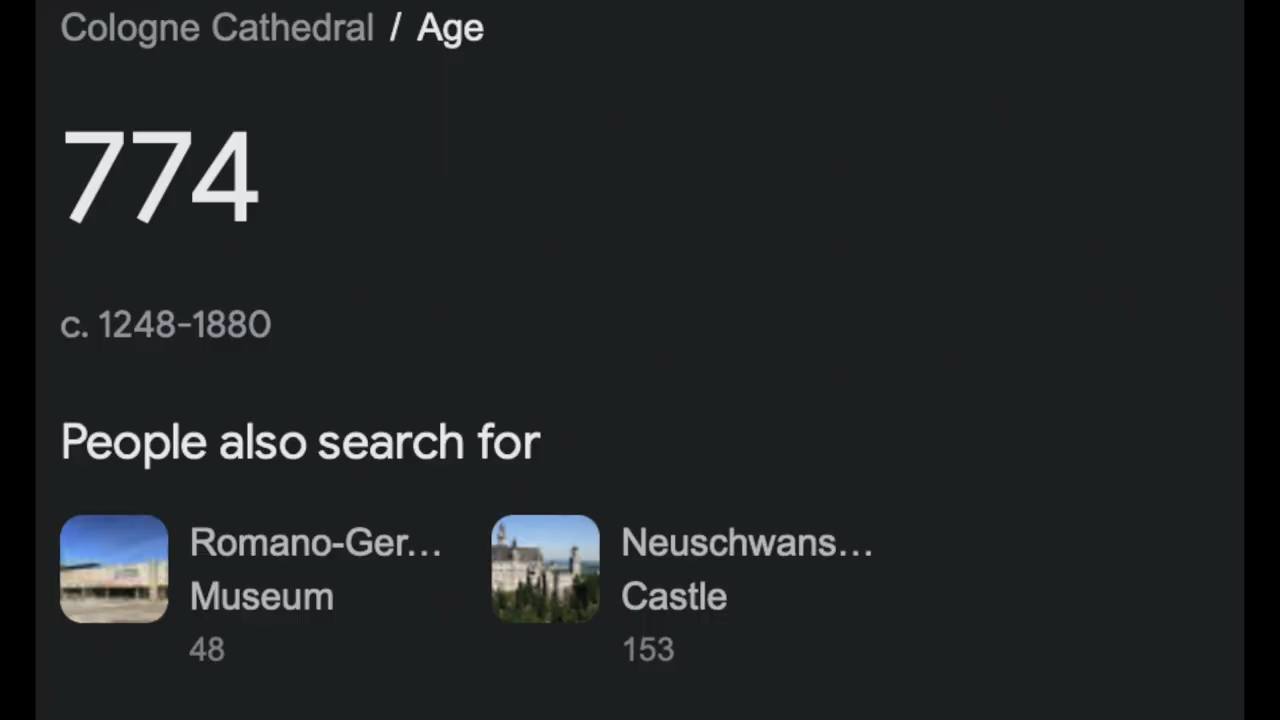 Cologne Cathedral / Age
774
c. 1248-1880
People also search for
Romano-Ger...
Museum
48
Neuschwans...
Castle
153